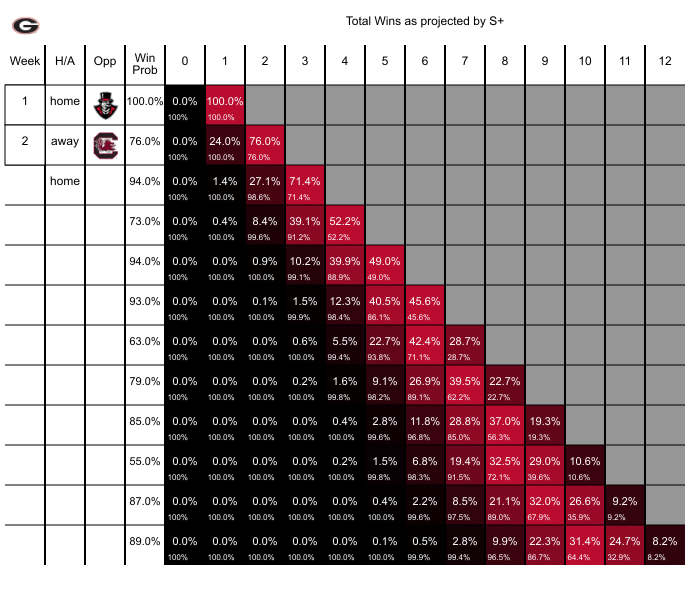 Total Wins as projected by S+
G
Week H/A Opp Win Prob 0 1 2 3 4 5 6 7 8 9 10 11 12
1 home 100.0% 0.0% 100.0%
100% 100.0%
2 away C 76.0% 0.0% 24.0% 76.0%
100% 100.0% 76.0%
home 94.0% 0.0% 1.4% 27.1% 71.4%
100% 100.0% 98.6% 71.4%
73.0% 0.0% 0.4% 8.4% 39.1% 52.2%
100% 100.0% 99.6% 91.2% 52.2%
94.0% 0.0% 0.0% 0.9% 10.2% 39.9% 49.0%
100% 100.0% 100.0% 99.1% 88.9% 49.0%
93.0% 0.0% 0.0% 0.1% 1.5% 12.3% 40.5% 45.6%
100% 100.0% 100.0% 99.9% 98.4% 86.1% 45.6%
63.0% 0.0% 0.0% 0.0% 0.6% 5.5% 22.7% 42.4% 28.7%
100% 100.0% 100.0% 100.0% 99.4% 93.8% 71.1% 28.7%
79.0% 0.0% 0.0% 0.0% 0.2% 1.6% 9.1% 26.9% 39.5% 22.7%
100% 100.0% 100.0% 100.0% 99.8% 98.2% 89.1% 62.2% 22.7%
85.0% 0.0% 0.0% 0.0% 0.0% 0.4% 2.8% 11.8% 28.8% 37.0% 19.3%
100% 100.0% 100.0% 100.0% 100.0% 99.6% 96.8% 85.0% 56.3% 19.3%
55.0% 0.0% 0.0% 0.0% 0.0% 0.2% 1.5% 6.8% 19.4% 32.5% 29.0% 10.6%
100% 100.0% 100.0% 100.0% 100.0% 99.8% 98.3% 91.5% 72.1% 39.6% 10.6%
87.0% 0.0% 0.0% 0.0% 0.0% 0.0% 0.4% 2.2% 8.5% 21.1% 32.0% 26.6% 9.2%
100% 100.0% 100.0% 100.0% 100.0% 100.0% 99.6% 97.5% 89.0% 67.9% 35.9% 9.2%
89.0% 0.0% 0.0% 0.0% 0.0% 0.0% 0.1% 0.5% 2.8% 9.9% 22.3% 31.4% 24.7% 8.2%
100% 100.0% 100.0% 100.0% 100.0% 100.0% 99.9% 99.4% 96.5% 86.7% 64.4% 32.9% 8.2%